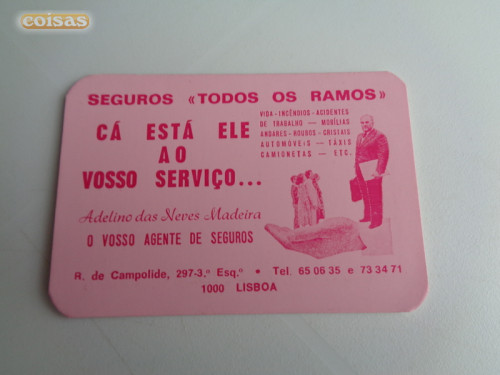 coisas
SEGUROS «TODOS OS RAMOS»
CÁ ESTÁ ELE
AO
VOSSO SERVIÇO...
VIDA - INCÊNDIOS - ACIDENTES
DE TRABALHO — MOBÍLIAS
ANDARES - ROUBOS - CRISTAIS
AUTOMÓVEIS — TÁXIS
CAMIONETAS — ETC.
Adelino das Neves Madeira
O VOSSO AGENTE DE SEGUROS
R. de Campolide, 297-3.º Esq.º • Tel. 65 06 35 e 73 34 71
1000 LISBOA